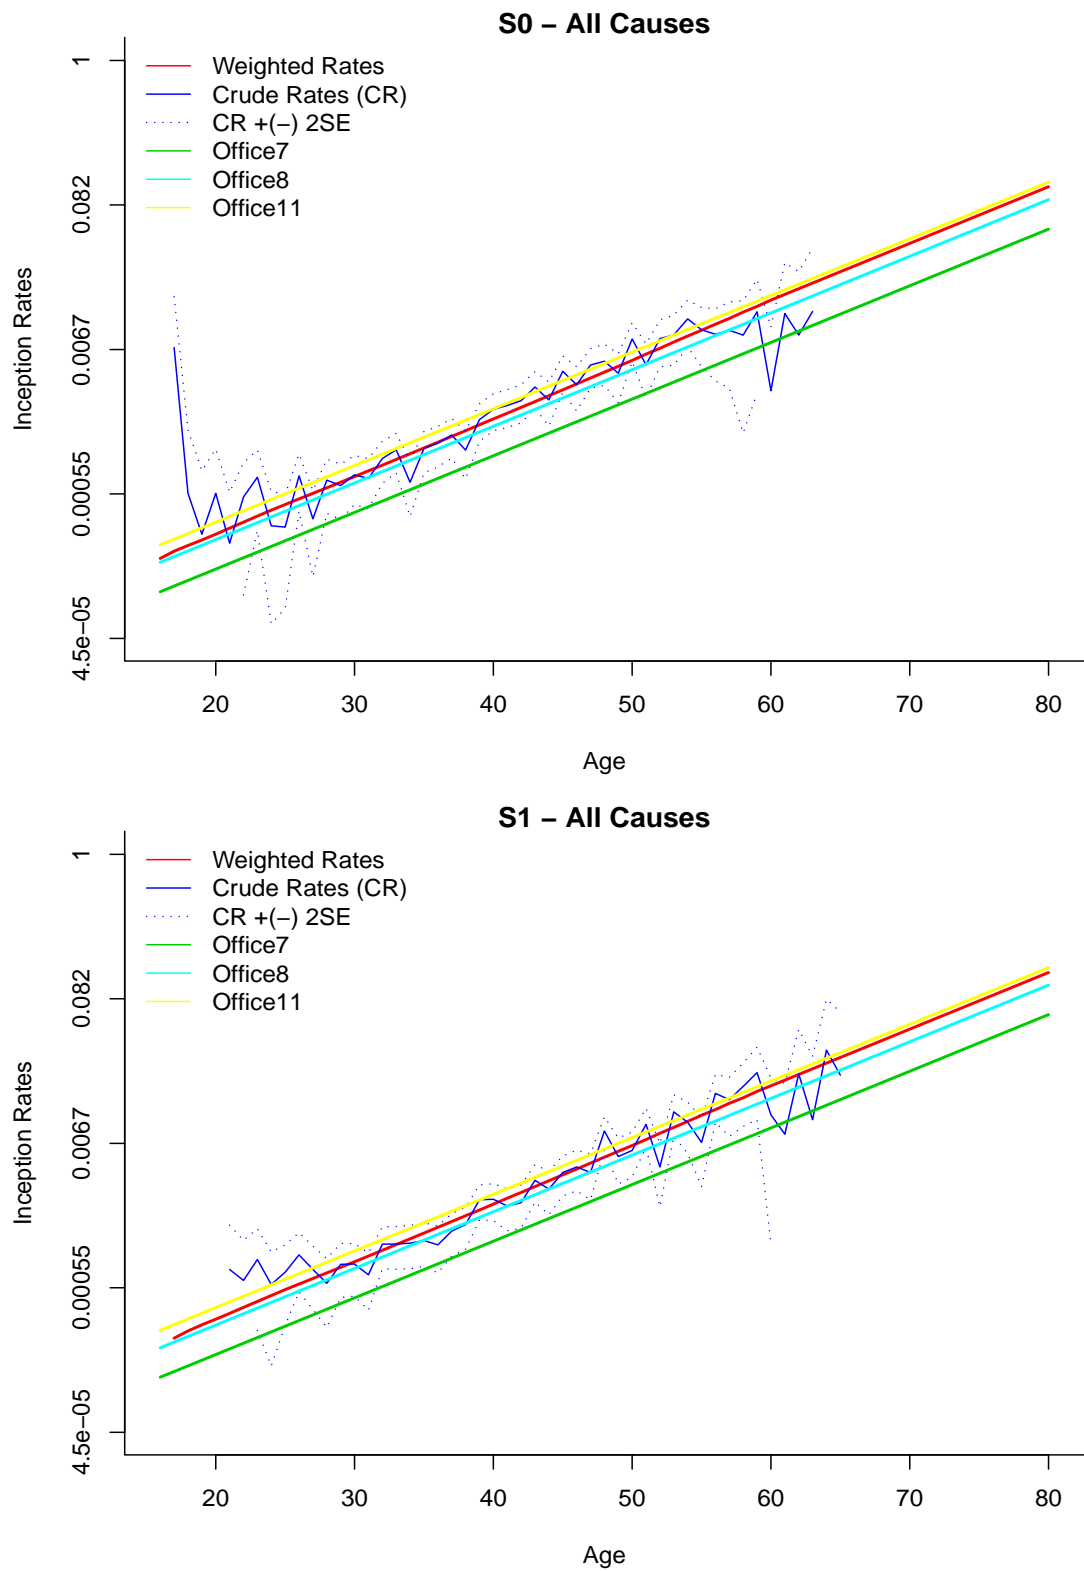 S0 – All Causes
Weighted Rates
Crude Rates (CR)
CR +(−) 2SE
Office7
Office8
Office11
Inception Rates
1
0.082
0.0067
0.00055
4.5e−05
20 30 40 50 60 70 80
Age
S1 – All Causes
Weighted Rates
Crude Rates (CR)
CR +(−) 2SE
Office7
Office8
Office11
Inception Rates
1
0.082
0.0067
0.00055
4.5e−05
20 30 40 50 60 70 80
Age